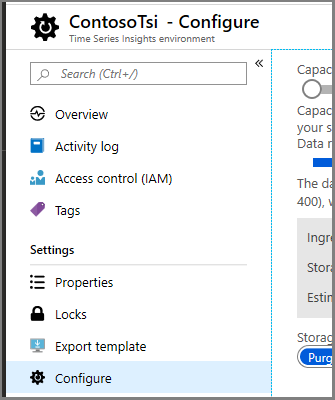 ContosoTsi - Configure
Time Series Insights environment
Search (Ctrl+/)
«
Overview
Activity log
Access control (IAM)
Tags
Settings
Properties
Locks
Export template
Configure
Capac
Capac
your s
Data r
The da
400), w
Ingre
Stora
Estin
Storag
Purg